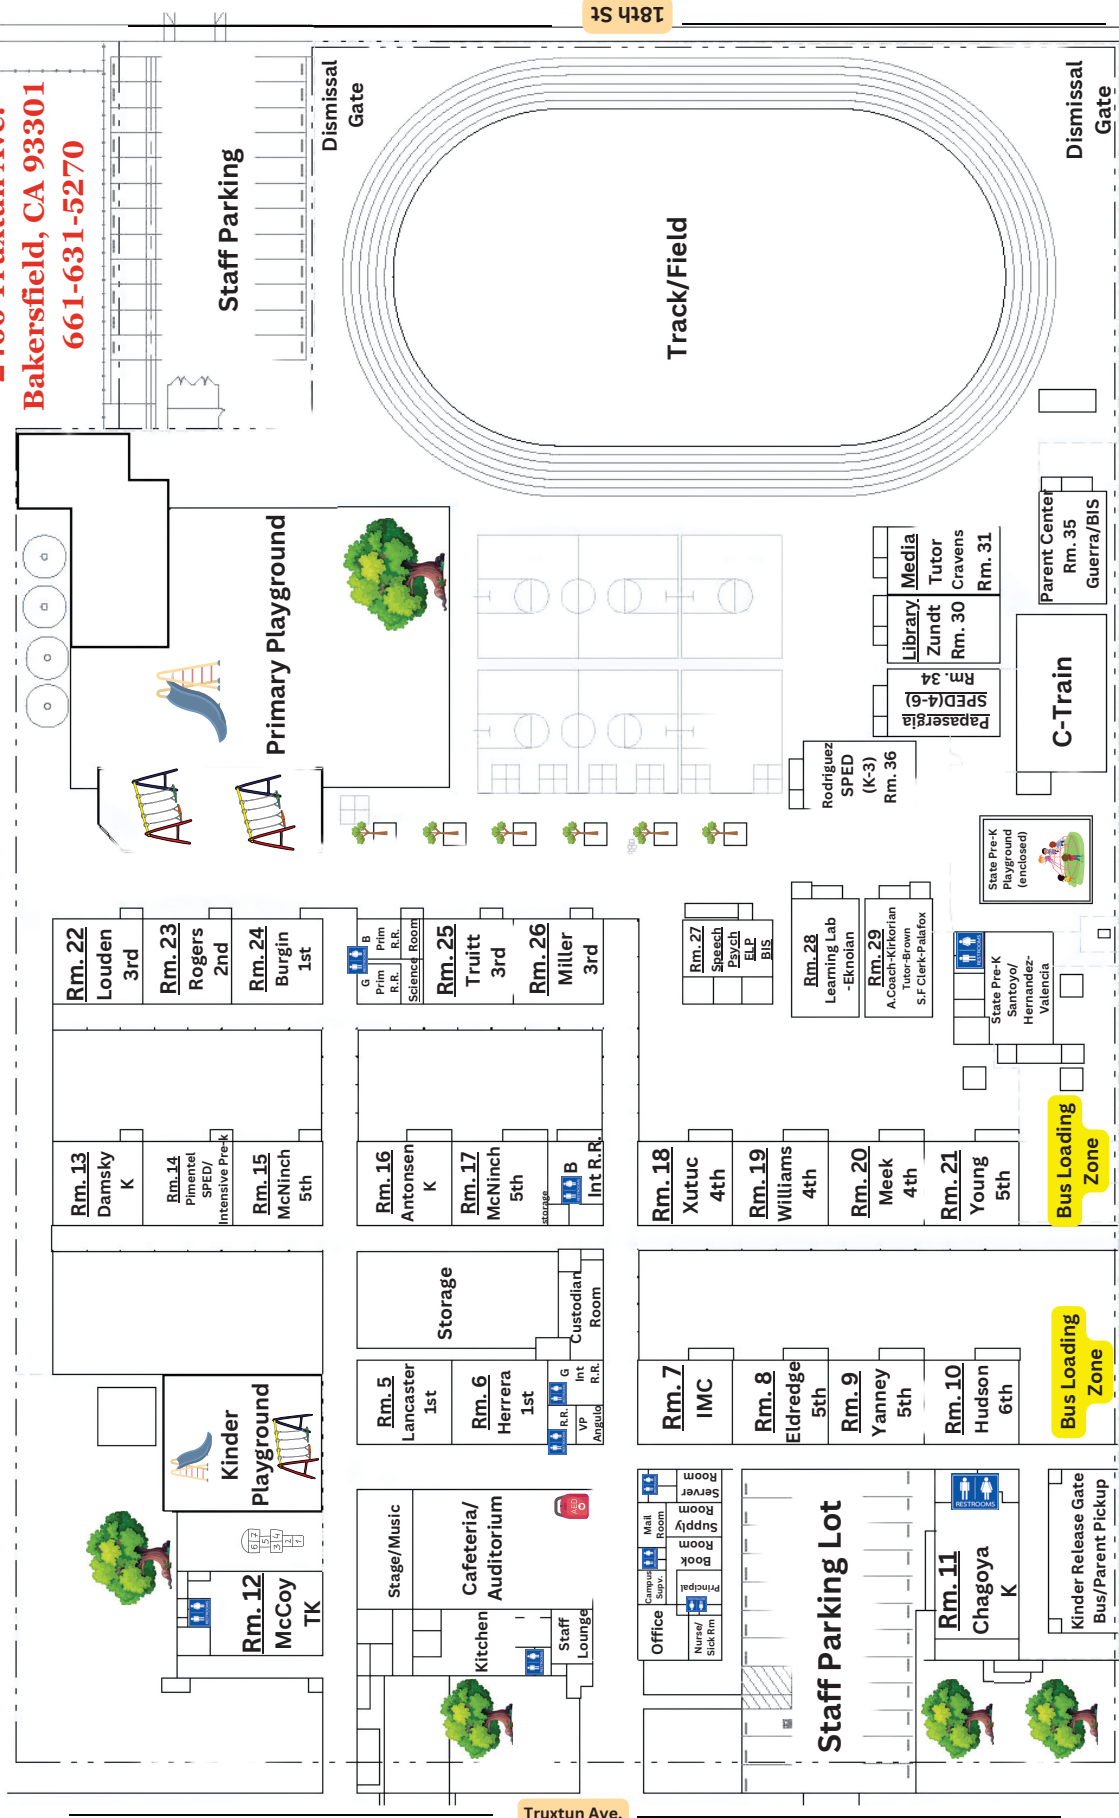 18th St
Bakersfield, CA 93301
661-631-5270
Staff Parking
Dismissal
Gate
Dismissal
Gate
Track/Field
Primary Playground
Media
Tutor
Cravens
Rm. 31
Library
Zundt
Rm. 30
Papasergia
SPED(4-6)
Rm. 34
Rodriguez
SPED
(K-3)
Rm. 36
Parent Center
Rm. 35
Guerra/BIS
C-Train
State Pre-K
Playground
(enclosed)
Rm. 22
Louden
3rd
Rm. 23
Rogers
2nd
Rm. 24
Burgin
1st
G
Prim
R.R.
B
Prim
R.R.
RESTROOMS
Science Room
Rm. 25
Truitt
3rd
Rm. 26
Miller
3rd
Rm. 27
Speech
Psych
ELP
BIS
Rm. 28
Learning Lab
-Eknoian
Rm. 29
A.Coach-Kirkorian
Tutor-Brown
S.F Clerk-Palafox
RESTROOMS
State Pre-K
Santoyo/
Hernandez-
Valencia
Rm. 13
Damsky
K
Rm. 14
Pimentel
SPED/
Intensive Pre-k
Rm. 15
McNinch
5th
Rm. 16
Antonsen
K
Rm. 17
McNinch
5th
storage
B
Int R.R.
Rm. 18
Xutuc
4th
Rm. 19
Williams
4th
Rm. 20
Meek
4th
Rm. 21
Young
5th
Bus Loading
Zone
Storage
Custodian
Room
Rm. 5
Lancaster
1st
Rm. 6
Herrera
1st
G
Int
R.R.
R.R.
VP
Angulo
Rm. 7
IMC
Rm. 8
Eldredge
5th
Rm. 9
Yanney
5th
Rm. 10
Hudson
6th
Bus Loading
Zone
Kinder
Playground
1
2
3 4
5
6 7
Rm. 12
McCoy
TK
Stage/Music
Cafeteria/
Auditorium
AED
Kitchen
Staff
Lounge
Server
Room
Mail
Room
Supply
Room
Book
Room
Campus
Supv.
Principal
Office
Nurse/
Sick Rm
Staff Parking Lot
RESTROOMS
Rm. 11
Chagoya
K
Kinder Release Gate
Bus/Parent Pickup
Truxtun Ave.